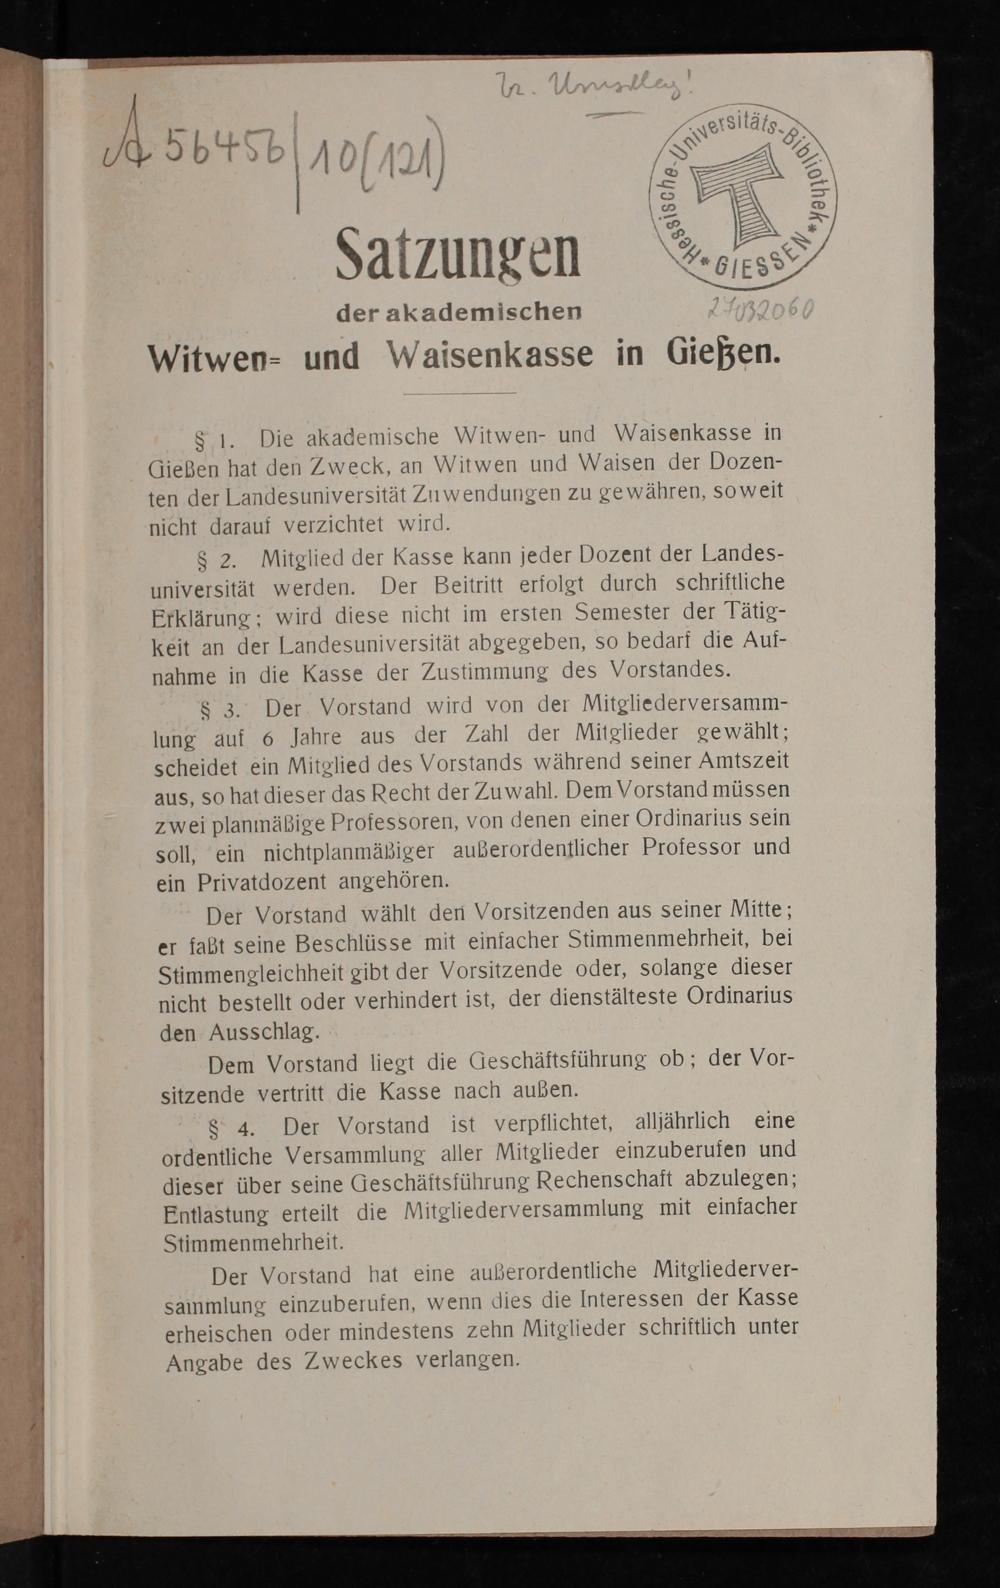 A 56456/10(121)
Hessische-Universitäts-Bibliothek
* GIESSEN *
27032060
Satzungen
der akademischen
Witwen= und Waisenkasse in Gießen.
§ 1. Die akademische Witwen- und Waisenkasse in
Gießen hat den Zweck, an Witwen und Waisen der Dozen-
ten der Landesuniversität Zuwendungen zu gewähren, soweit
nicht darauf verzichtet wird.
§ 2. Mitglied der Kasse kann jeder Dozent der Landes-
universität werden. Der Beitritt erfolgt durch schriftliche
Erklärung; wird diese nicht im ersten Semester der Tätig-
keit an der Landesuniversität abgegeben, so bedarf die Auf-
nahme in die Kasse der Zustimmung des Vorstandes.
§ 3. Der Vorstand wird von der Mitgliederversamm-
lung auf 6 Jahre aus der Zahl der Mitglieder gewählt;
scheidet ein Mitglied des Vorstands während seiner Amtszeit
aus, so hat dieser das Recht der Zuwahl. Dem Vorstand müssen
zwei planmäßige Professoren, von denen einer Ordinarius sein
soll, ein nichtplanmäßiger außerordentlicher Professor und
ein Privatdozent angehören.
Der Vorstand wählt den Vorsitzenden aus seiner Mitte;
er faßt seine Beschlüsse mit einfacher Stimmenmehrheit, bei
Stimmengleichheit gibt der Vorsitzende oder, solange dieser
nicht bestellt oder verhindert ist, der dienstälteste Ordinarius
den Ausschlag.
Dem Vorstand liegt die Geschäftsführung ob; der Vor-
sitzende vertritt die Kasse nach außen.
§ 4. Der Vorstand ist verpflichtet, alljährlich eine
ordentliche Versammlung aller Mitglieder einzuberufen und
dieser über seine Geschäftsführung Rechenschaft abzulegen;
Entlastung erteilt die Mitgliederversammlung mit einfacher
Stimmenmehrheit.
Der Vorstand hat eine außerordentliche Mitgliederver-
sammlung einzuberufen, wenn dies die Interessen der Kasse
erheischen oder mindestens zehn Mitglieder schriftlich unter
Angabe des Zweckes verlangen.